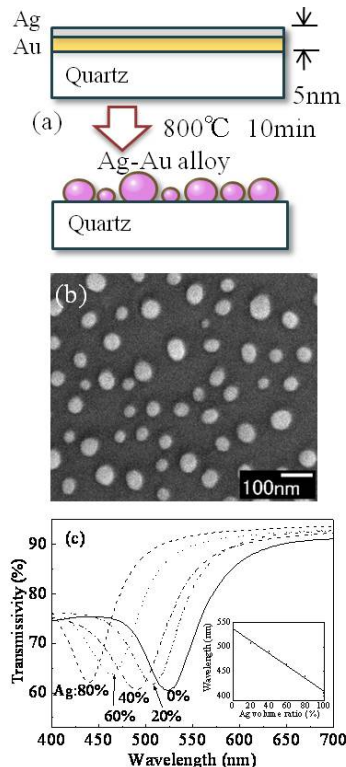 Ag
Au
Quartz
5nm
(a)
800℃ 10min
Ag-Au alloy
Quartz
(b)
100nm
(c)
Transmissivity (%)
90
80
70
60
Ag:80%
60%
40%
20%
0%
Wavelength (nm)
550
500
450
400
0 20 40 60 80 100
Ag volume ratio (%)
400 450 500 550 600 650 700
Wavelength (nm)